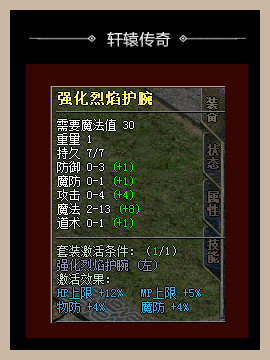 轩辕传奇
强化烈焰护腕
需要魔法值 30
重量 1
持久 7/7
防御 0-3 (+1)
魔防 0-1 (+1)
攻击 0-4 (+4)
魔法 2-13 (+8)
道术 0-1 (+1)
套装激活条件: (1/1)
强化烈焰护腕 (左)
激活效果:
HP上限 +12% MP上限 +5%
物防 +4% 魔防 +4%
装备
状态
属性
技能